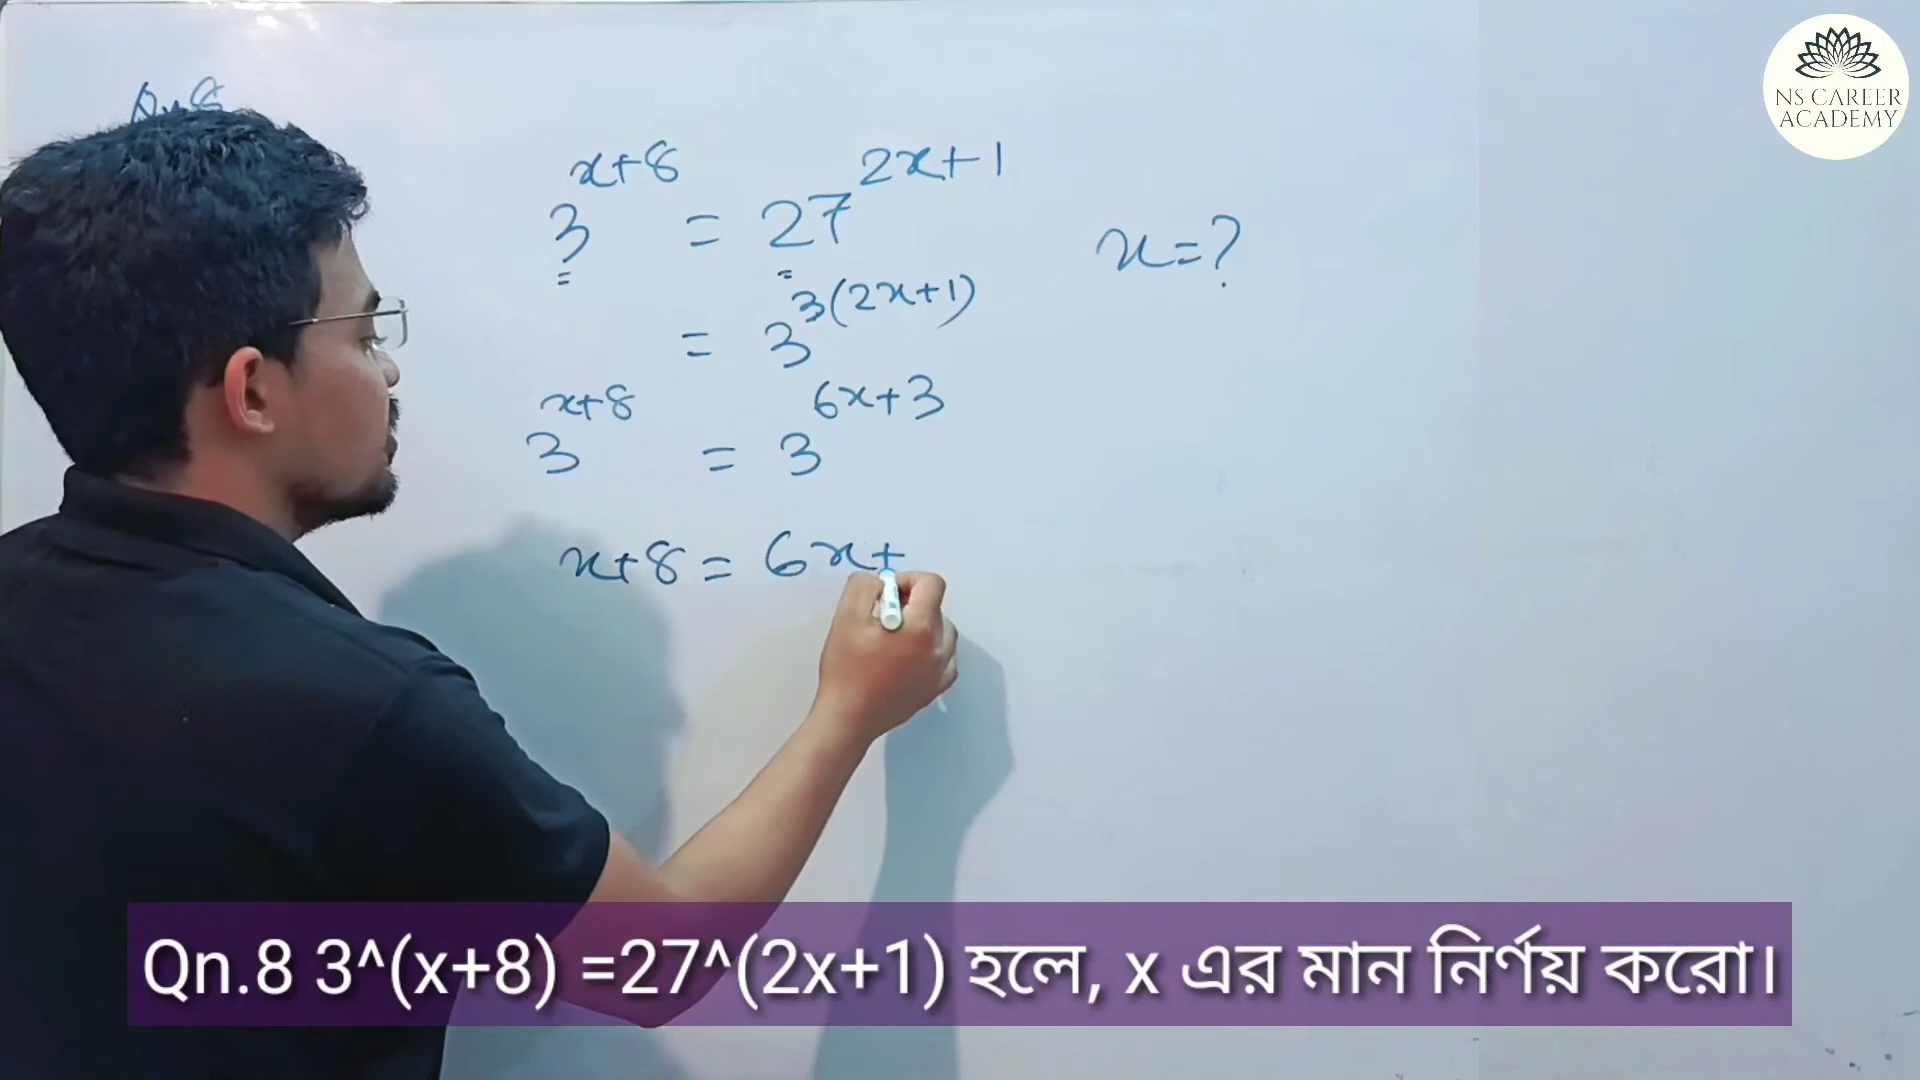 NS CAREER
ACADEMY
3^{x+8} = 27^{2x+1}
x=?
= 3^{3(2x+1)}
3^{x+8} = 3^{6x+3}
x+8 = 6x+
Qn.8 3^(x+8) =27^(2x+1) হলে, x এর মান নির্ণয় করো।